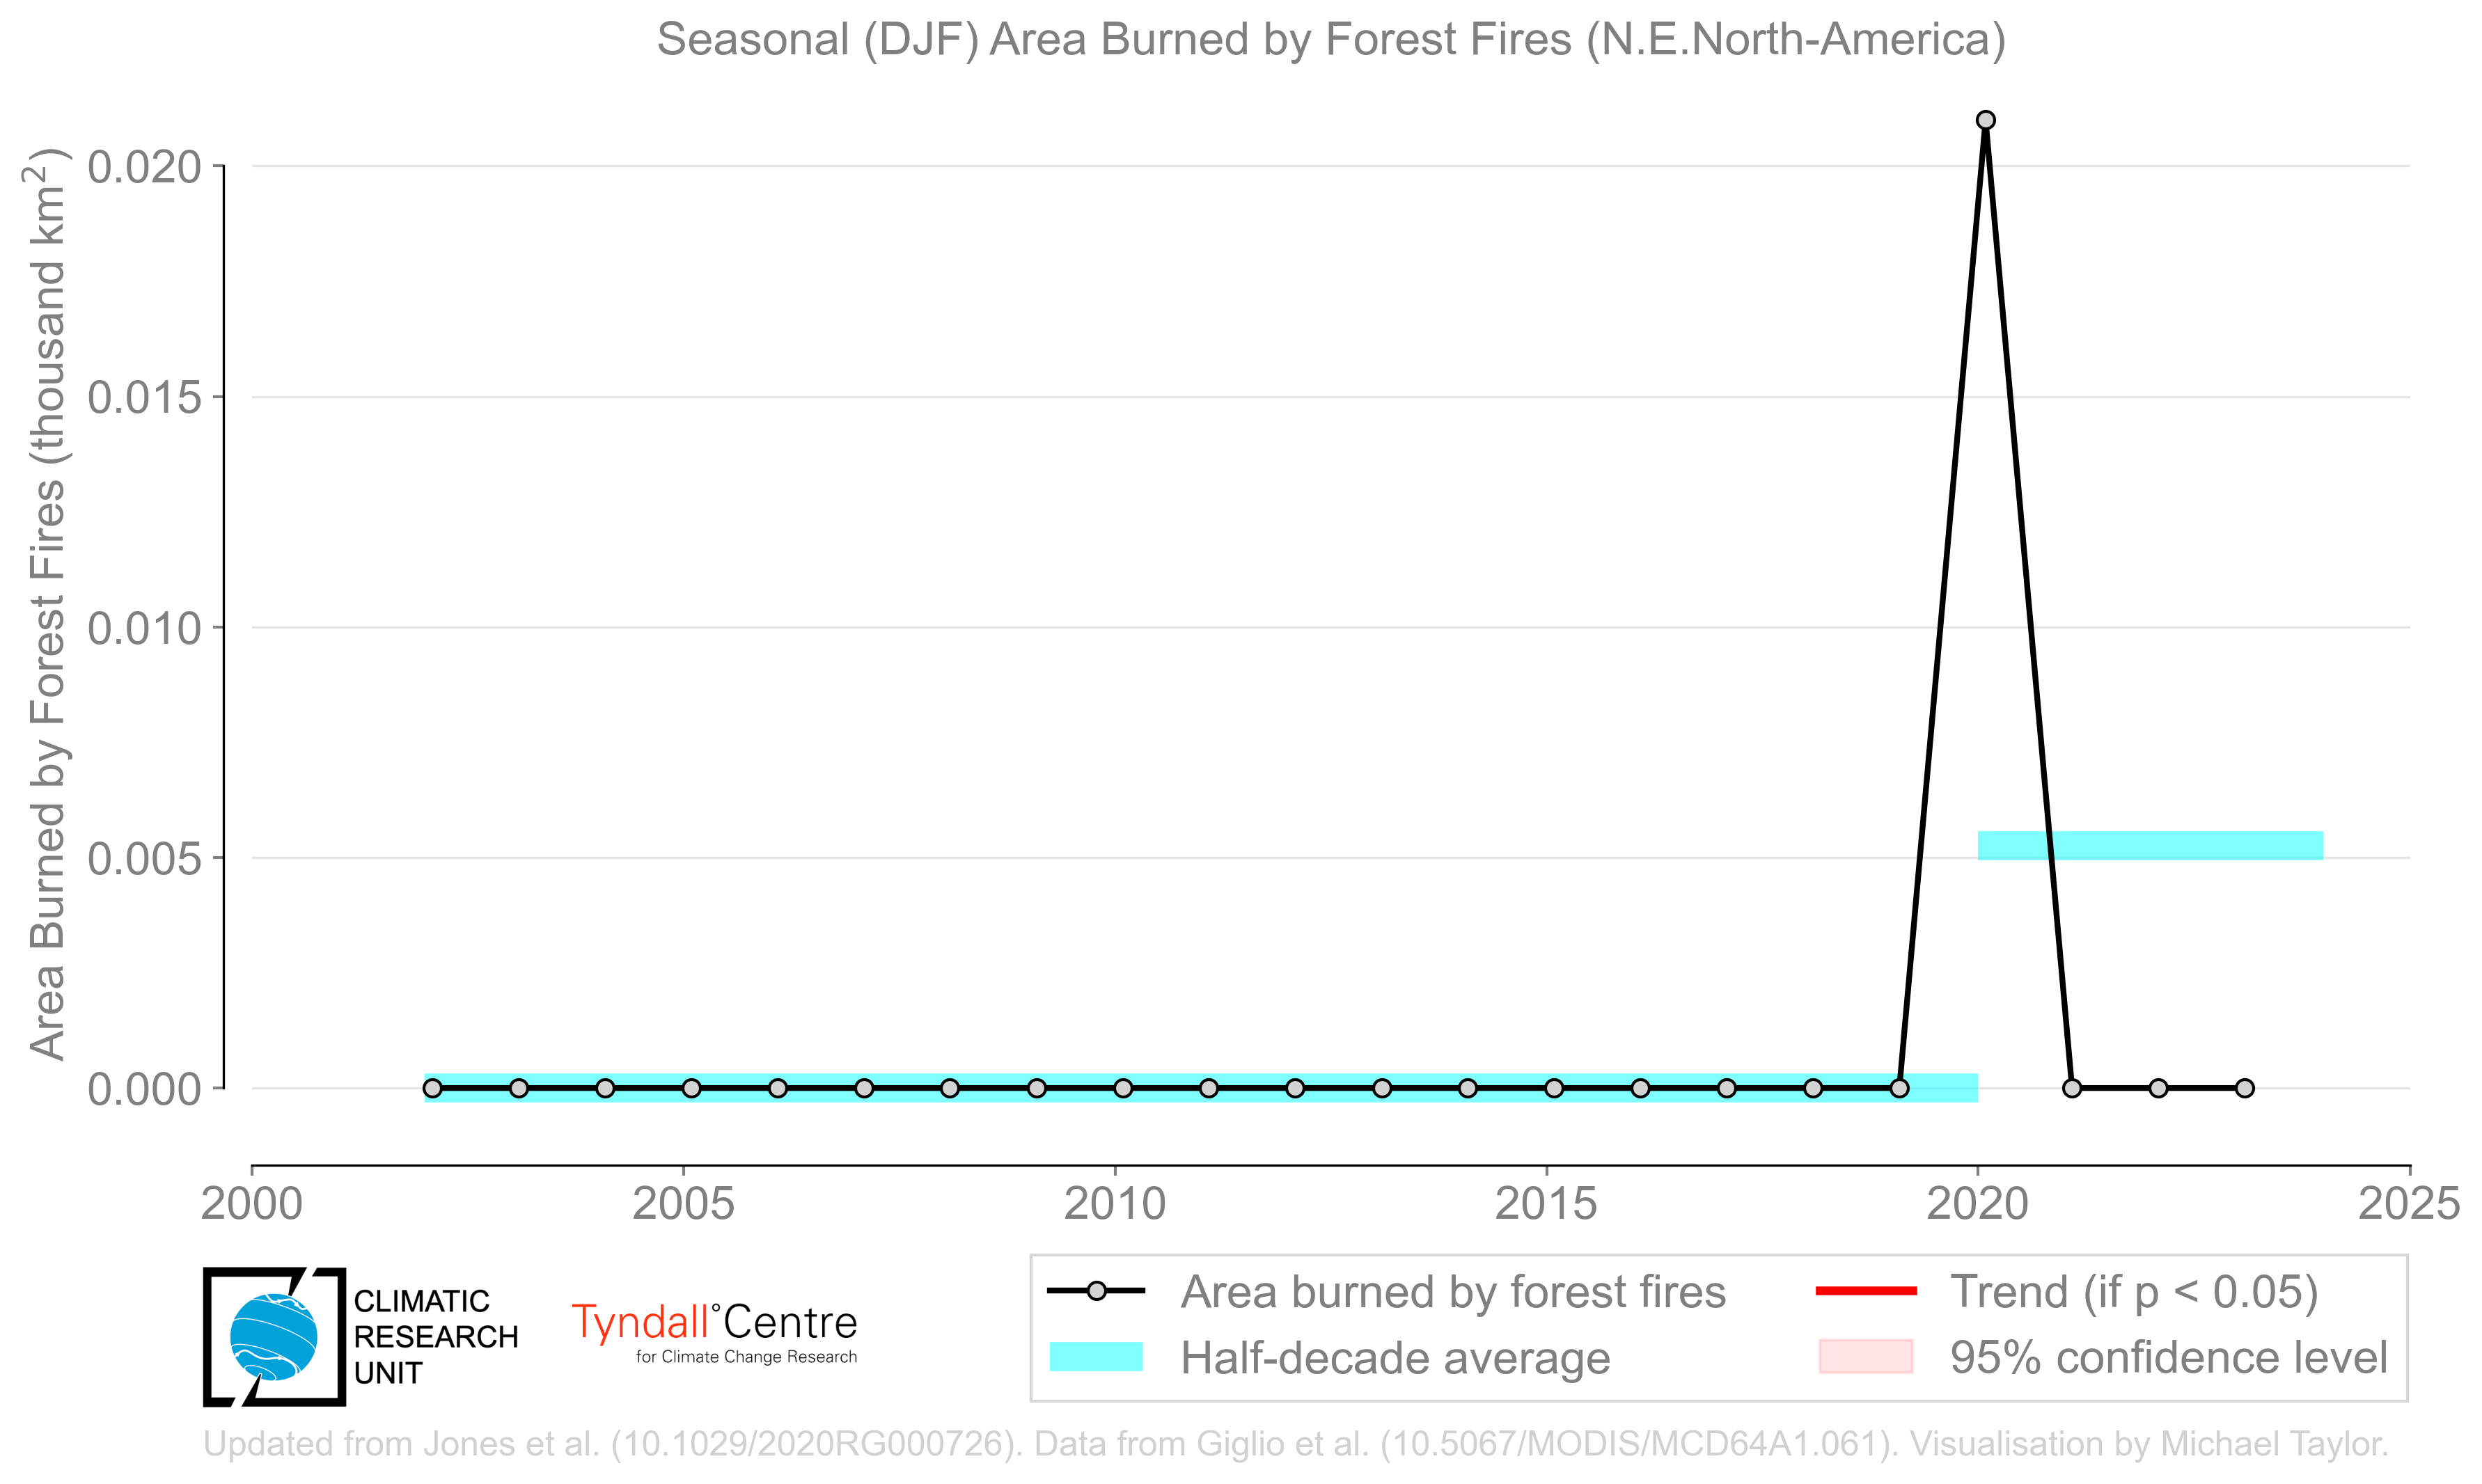 Seasonal (DJF) Area Burned by Forest Fires (N.E.North-America)
Area Burned by Forest Fires (thousand km²)
0.020
0.015
0.010
0.005
0.000
2000 2005 2010 2015 2020 2025
CLIMATIC
RESEARCH
UNIT
Tyndall°Centre
for Climate Change Research
Area burned by forest fires
Half-decade average
Trend (if p < 0.05)
95% confidence level
Updated from Jones et al. (10.1029/2020RG000726). Data from Giglio et al. (10.5067/MODIS/MCD64A1.061). Visualisation by Michael Taylor.